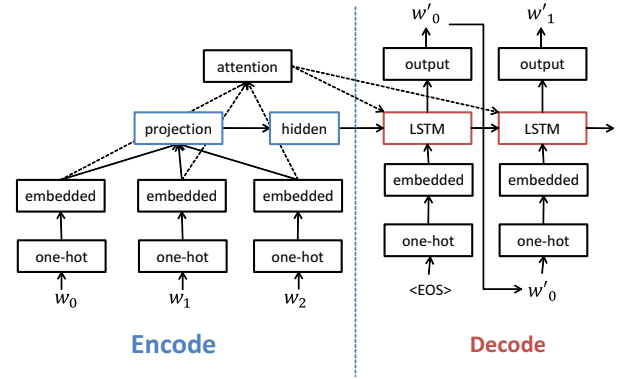 w'₀
w'₁
attention
output
output
projection
hidden
LSTM
LSTM
embedded
embedded
embedded
embedded
embedded
one-hot
one-hot
one-hot
one-hot
one-hot
w₀
w₁
w₂
<EOS>
w'₀
Encode
Decode